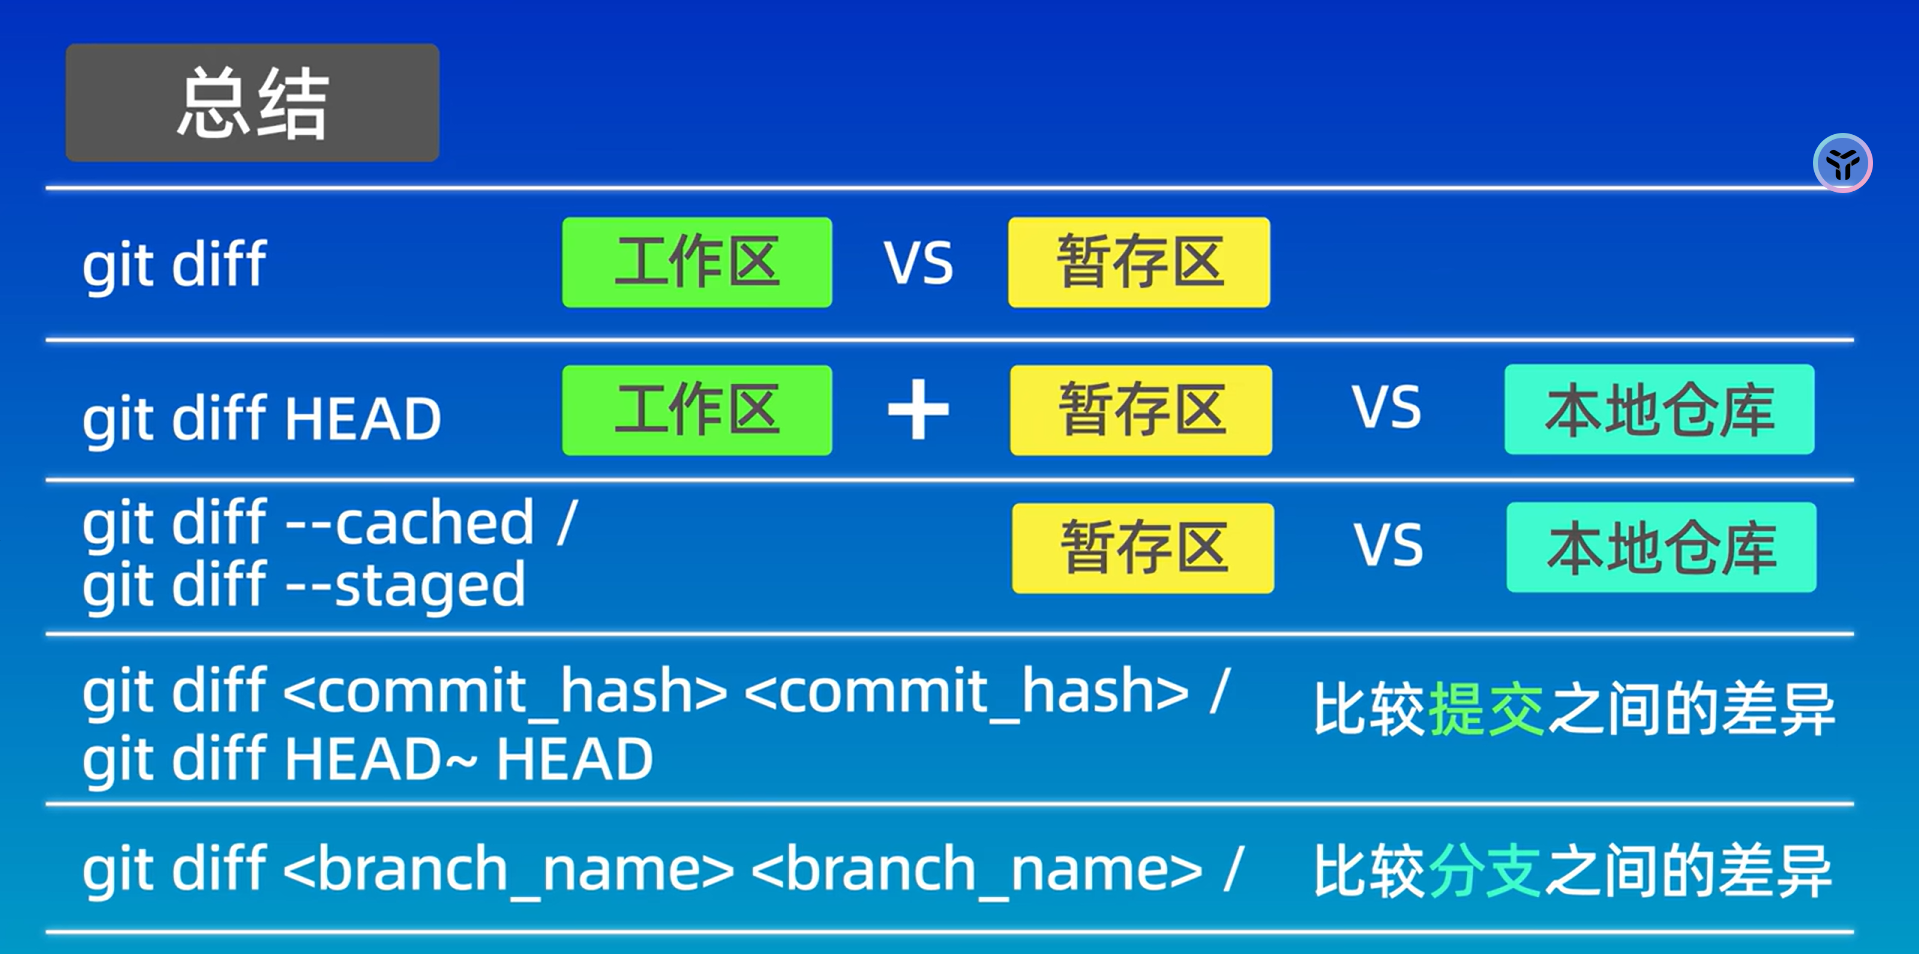 总结
git diff 工作区 VS 暂存区
git diff HEAD 工作区 + 暂存区 VS 本地仓库
git diff --cached /
git diff --staged 暂存区 VS 本地仓库
git diff <commit_hash> <commit_hash> / 比较提交之间的差异
git diff HEAD~ HEAD
git diff <branch_name> <branch_name> / 比较分支之间的差异